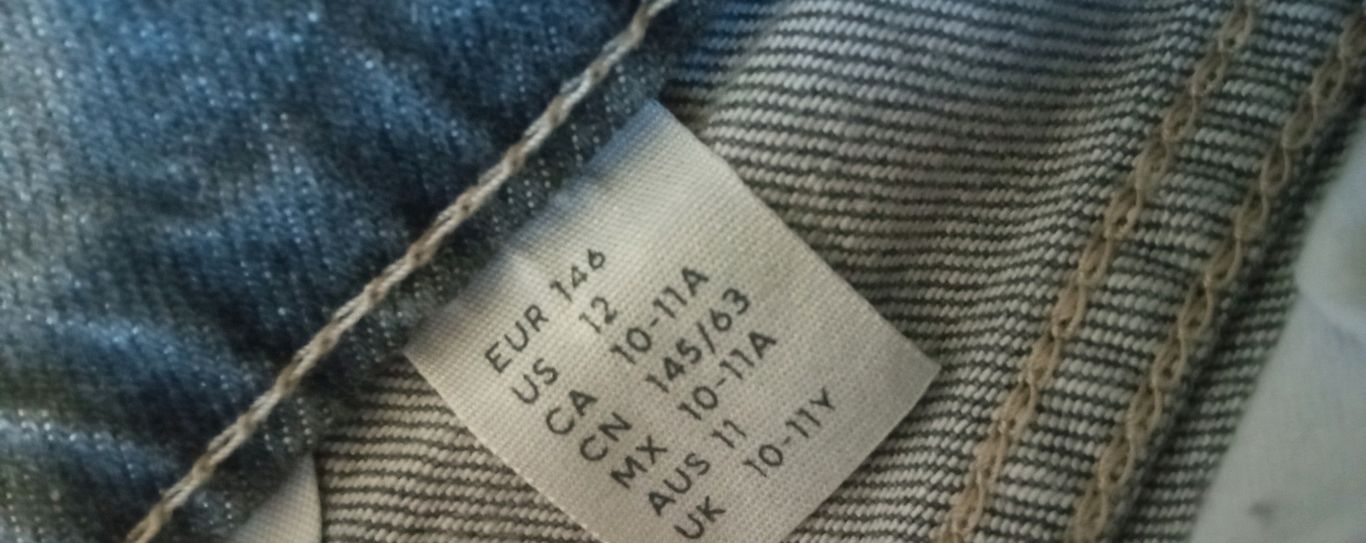 EUR 146
US 12
CA 10-11A
CN 145/63
MX 10-11A
AUS 11
UK 10-11Y